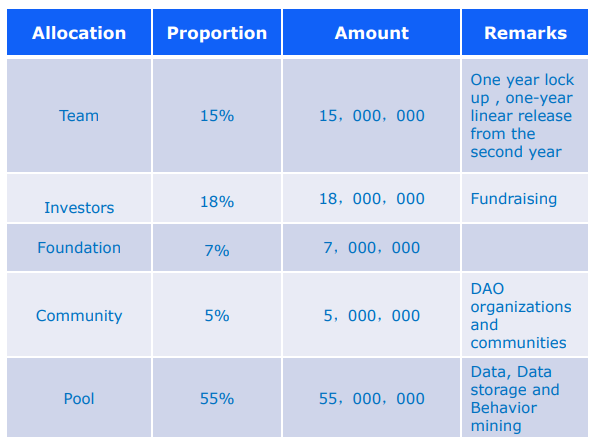 Allocation Proportion Amount Remarks
Team 15% 15，000，000 One year lock
up , one-year
linear release
from the
second year
Investors 18% 18，000，000 Fundraising
Foundation 7% 7，000，000
Community 5% 5，000，000 DAO
organizations
and
communities
Pool 55% 55，000，000 Data, Data
storage and
Behavior
mining